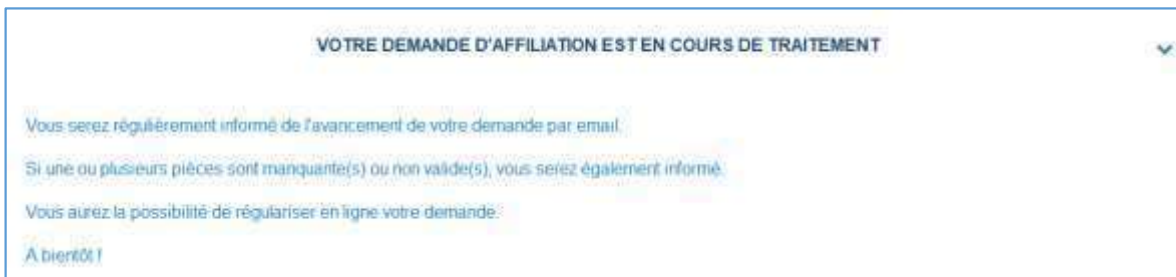 VOTRE DEMANDE D'AFFILIATION EST EN COURS DE TRAITEMENT
Vous serez régulièrement informé de l'avancement de votre demande par email.
Si une ou plusieurs pièces sont manquante(s) ou non valide(s), vous serez également informé.
Vous aurez la possibilité de régulariser en ligne votre demande.
A bientôt !